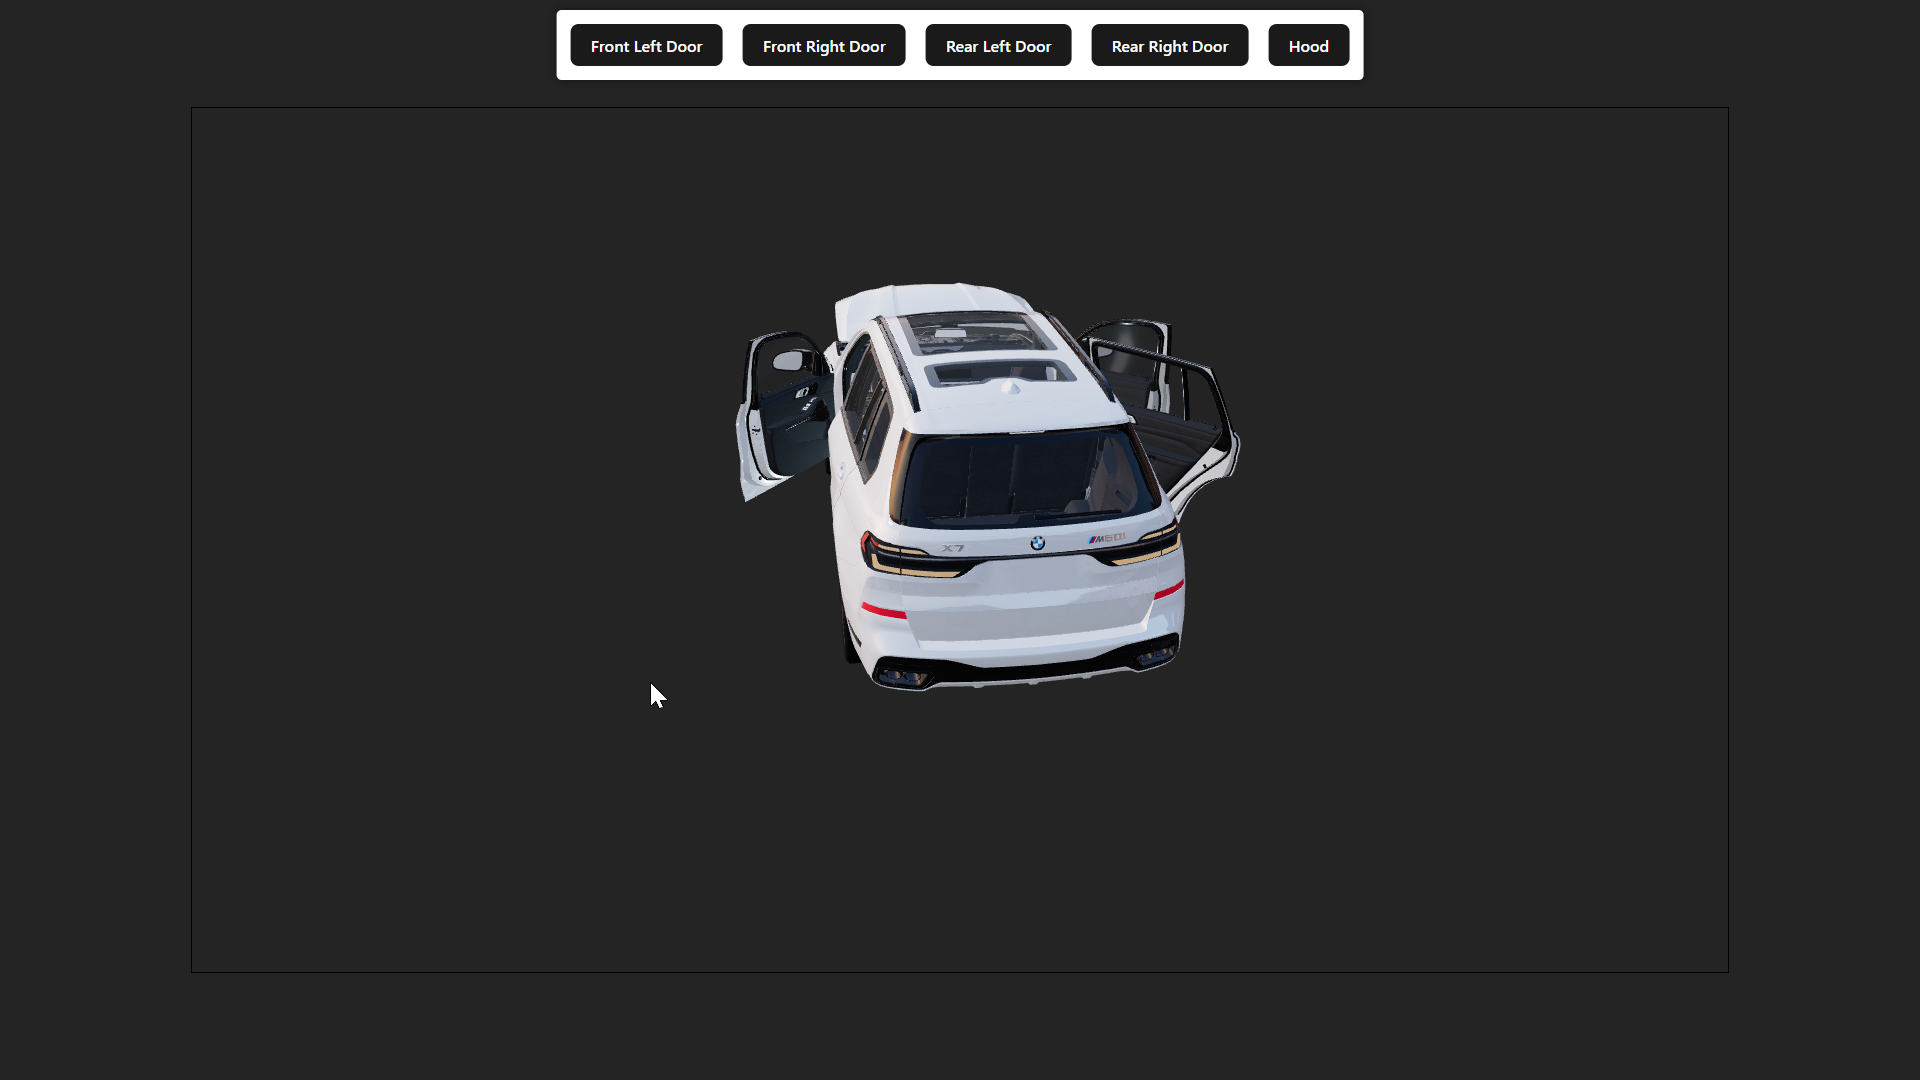 Front Left Door
Front Right Door
Rear Left Door
Rear Right Door
Hood
X7
M60i